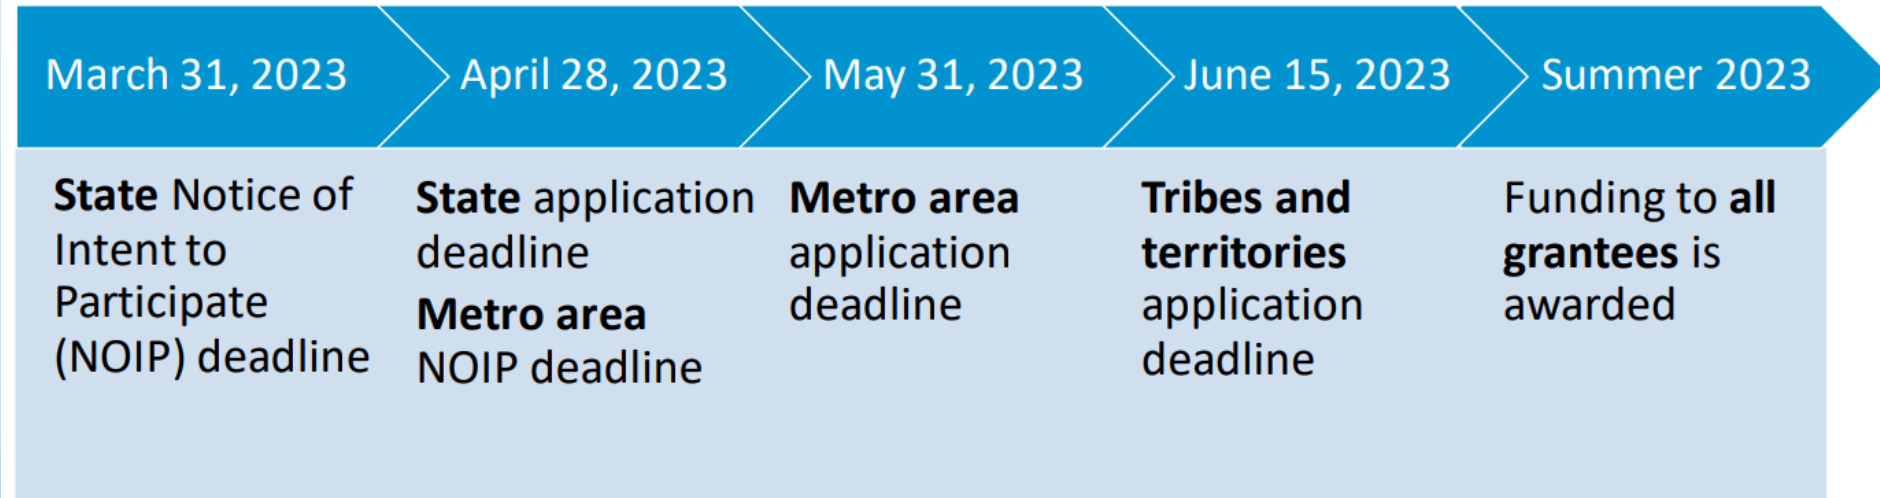 March 31, 2023
April 28, 2023
May 31, 2023
June 15, 2023
Summer 2023
State Notice of
Intent to
Participate
(NOIP) deadline
State application
deadline
Metro area
NOIP deadline
Metro area
application
deadline
Tribes and
territories
application
deadline
Funding to all
grantees is
awarded